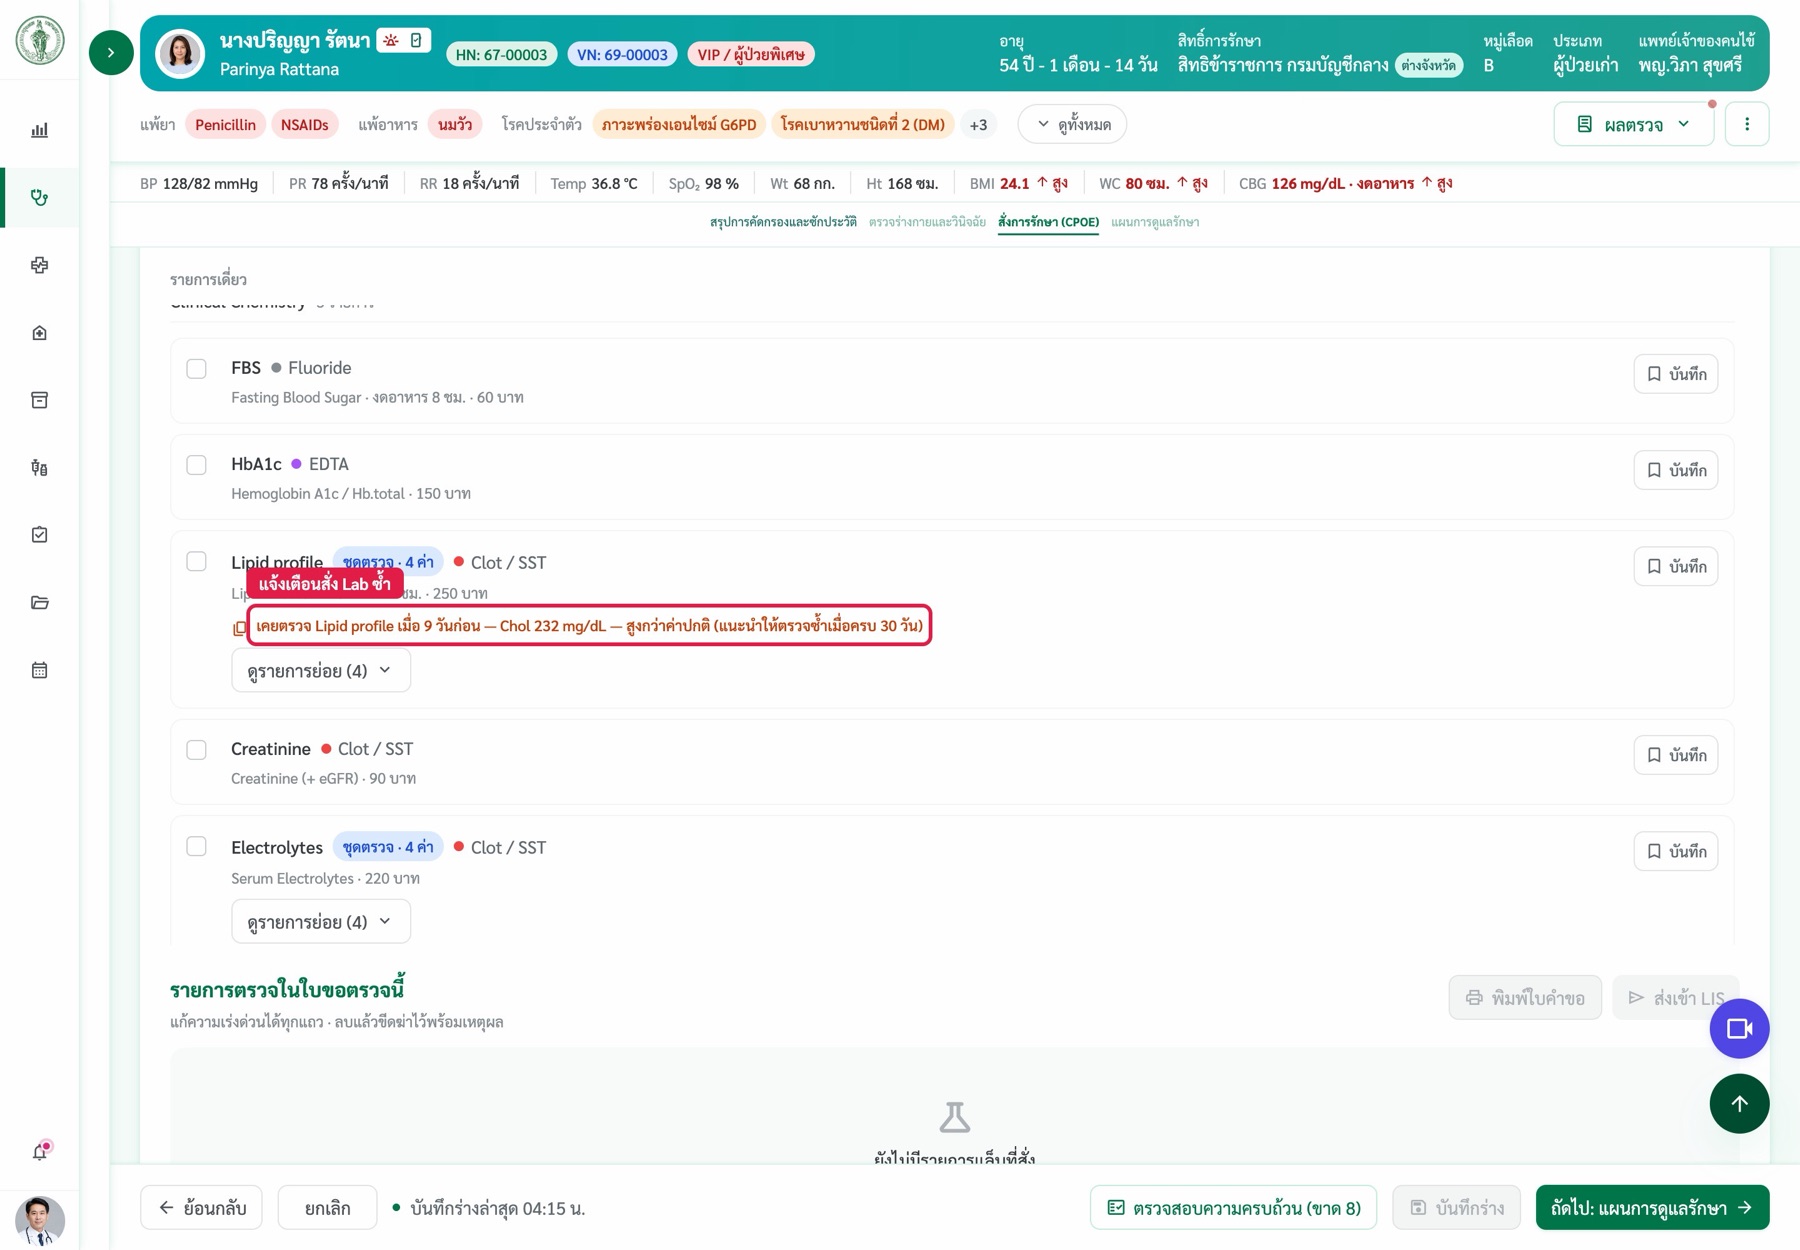 นางปริญญา รัตนา
Parinya Rattana
HN: 67-00003
VN: 69-00003
VIP / ผู้ป่วยพิเศษ
อายุ
54 ปี - 1 เดือน - 14 วัน
สิทธิ์การรักษา
สิทธิข้าราชการ กรมบัญชีกลาง ต่างจังหวัด
หมู่เลือด
B
ประเภท
ผู้ป่วยเก่า
แพทย์เจ้าของคนไข้
พญ.วิภา สุขศรี
แพ้ยา Penicillin NSAIDs แพ้อาหาร นมวัว โรคประจำตัว ภาวะพร่องเอนไซม์ G6PD โรคเบาหวานชนิดที่ 2 (DM) +3 ดูทั้งหมด
ผลตรวจ
BP 128/82 mmHg PR 78 ครั้ง/นาที RR 18 ครั้ง/นาที Temp 36.8 °C SpO₂ 98 % Wt 68 กก. Ht 168 ซม. BMI 24.1 ↑ สูง WC 80 ซม. ↑ สูง CBG 126 mg/dL · งดอาหาร ↑ สูง
สรุปการคัดกรองและซักประวัติ ตรวจร่างกายและวินิจฉัย สั่งการรักษา (CPOE) แผนการดูแลรักษา
รายการเดี่ยว
Clinical Chemistry
FBS Fluoride
Fasting Blood Sugar · งดอาหาร 8 ชม. · 60 บาท
บันทึก
HbA1c EDTA
Hemoglobin A1c / Hb.total · 150 บาท
บันทึก
Lipid profile ชุดตรวจ · 4 ค่า Clot / SST
แจ้งเตือนสั่ง Lab ซ้ำ
ชม. · 250 บาท
บันทึก
เคยตรวจ Lipid profile เมื่อ 9 วันก่อน — Chol 232 mg/dL — สูงกว่าค่าปกติ (แนะนำให้ตรวจซ้ำเมื่อครบ 30 วัน)
ดูรายการย่อย (4)
Creatinine Clot / SST
Creatinine (+ eGFR) · 90 บาท
บันทึก
Electrolytes ชุดตรวจ · 4 ค่า Clot / SST
Serum Electrolytes · 220 บาท
บันทึก
ดูรายการย่อย (4)
รายการตรวจในใบขอตรวจนี้
แก้ความเร่งด่วนได้ทุกแถว · ลบแล้วขีดฆ่าไว้พร้อมเหตุผล
พิมพ์ใบคำขอ
ส่งเข้า LIS
ยังไม่มีรายการแล็บที่สั่ง
ย้อนกลับ
ยกเลิก
บันทึกร่างล่าสุด 04:15 น.
ตรวจสอบความครบถ้วน (ขาด 8)
บันทึกร่าง
ถัดไป: แผนการดูแลรักษา